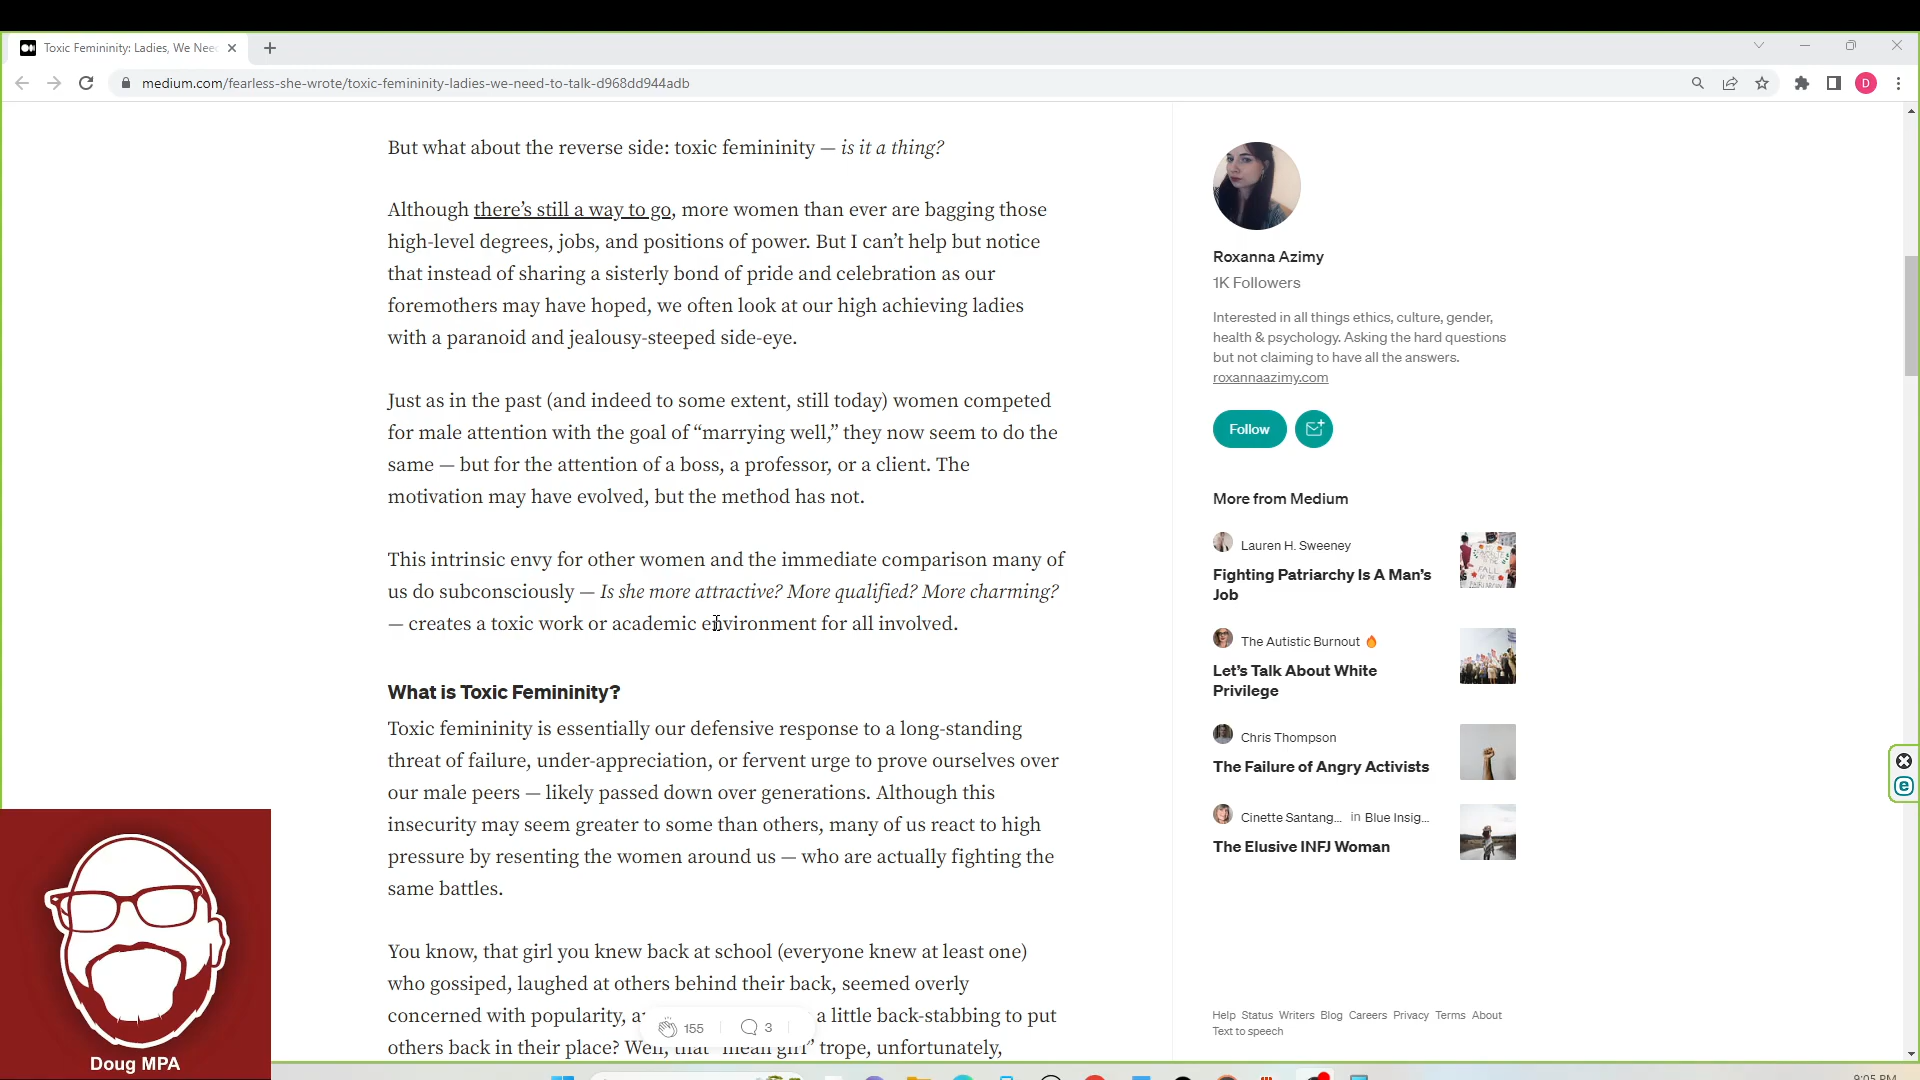 Toxic Femininity: Ladies, We Nee
medium.com/fearless-she-wrote/toxic-femininity-ladies-we-need-to-talk-d968dd944adb
D
But what about the reverse side: toxic femininity — is it a thing?
Although there’s still a way to go, more women than ever are bagging those
high-level degrees, jobs, and positions of power. But I can’t help but notice
that instead of sharing a sisterly bond of pride and celebration as our
foremothers may have hoped, we often look at our high achieving ladies
with a paranoid and jealousy-steeped side-eye.
Just as in the past (and indeed to some extent, still today) women competed
for male attention with the goal of “marrying well,” they now seem to do the
same — but for the attention of a boss, a professor, or a client. The
motivation may have evolved, but the method has not.
This intrinsic envy for other women and the immediate comparison many of
us do subconsciously — Is she more attractive? More qualified? More charming?
— creates a toxic work or academic environment for all involved.
What is Toxic Femininity?
Toxic femininity is essentially our defensive response to a long-standing
threat of failure, under-appreciation, or fervent urge to prove ourselves over
our male peers — likely passed down over generations. Although this
insecurity may seem greater to some than others, many of us react to high
pressure by resenting the women around us — who are actually fighting the
same battles.
You know, that girl you knew back at school (everyone knew at least one)
who gossiped, laughed at others behind their back, seemed overly
concerned with popularity, a little back-stabbing to put
others back in their place? Well, that “mean girl” trope, unfortunately,
155
3
Roxanna Azimy
1K Followers
Interested in all things ethics, culture, gender,
health & psychology. Asking the hard questions
but not claiming to have all the answers.
roxannaazimy.com
Follow
More from Medium
Lauren H. Sweeney
Fighting Patriarchy Is A Man’s
Job
The Autistic Burnout
Let’s Talk About White
Privilege
Chris Thompson
The Failure of Angry Activists
Cinette Santang... in Blue Insig...
The Elusive INFJ Woman
Help Status Writers Blog Careers Privacy Terms About
Text to speech
Doug MPA
9:05 PM